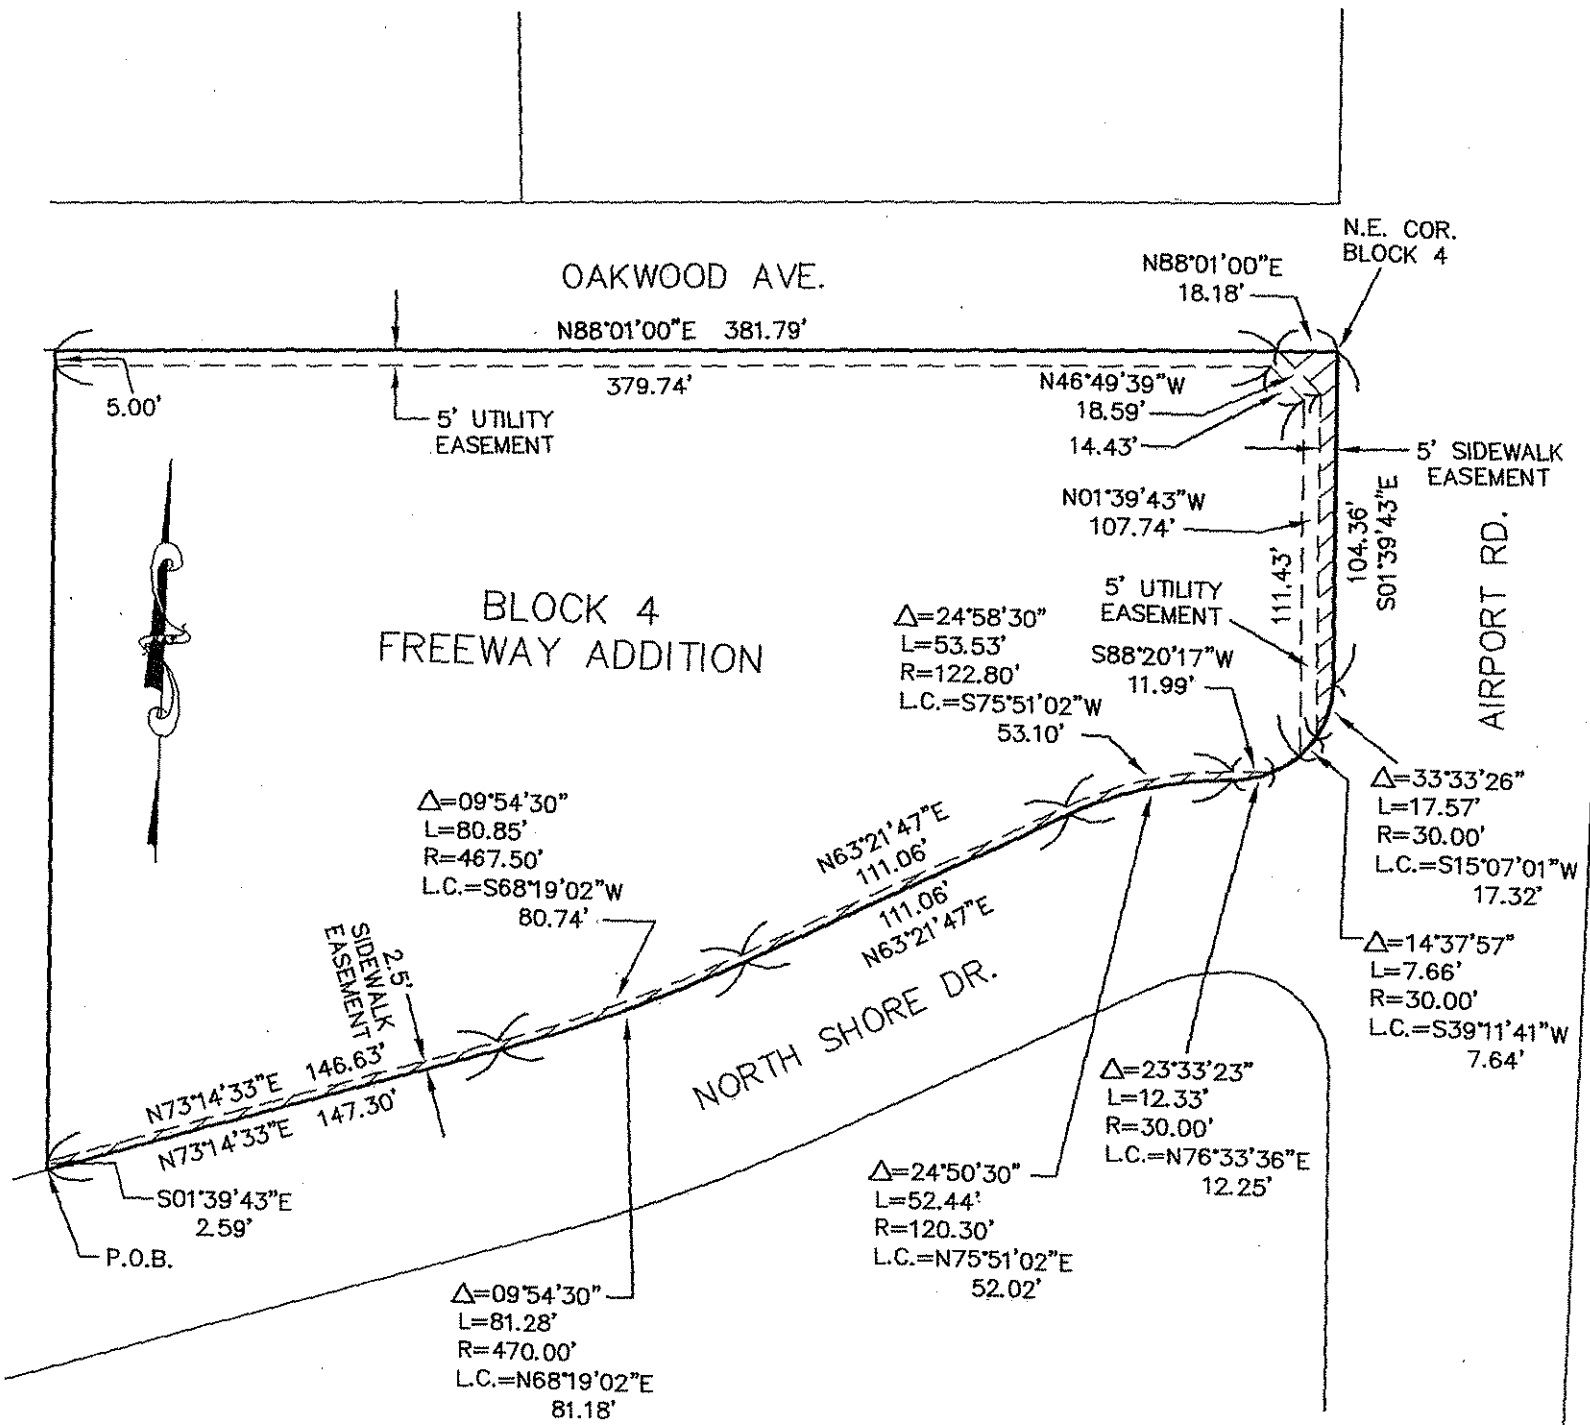 N.E. COR.
BLOCK 4
N88°01'00"E
18.18'
OAKWOOD AVE.
N88°01'00"E 381.79'
379.74'
5.00'
5' UTILITY
EASEMENT
N46°49'39"W
18.59'
14.43'
5' SIDEWALK
EASEMENT
N01°39'43"W
107.74'
111.43'
104.36'
S01°39'43"E
AIRPORT RD.
5' UTILITY
EASEMENT
BLOCK 4
FREEWAY ADDITION
Δ=24°58'30"
L=53.53'
R=122.80'
L.C.=S75°51'02"W
53.10'
S88°20'17"W
11.99'
Δ=33°33'26"
L=17.57'
R=30.00'
L.C.=S15°07'01"W
17.32'
Δ=09°54'30"
L=80.85'
R=467.50'
L.C.=S68°19'02"W
80.74'
N63°21'47"E
111.06'
111.06'
N63°21'47"E
Δ=14°37'57"
L=7.66'
R=30.00'
L.C.=S39°11'41"W
7.64'
2.5'
SIDEWALK
EASEMENT
NORTH SHORE DR.
N73°14'33"E 146.63'
N73°14'33"E 147.30'
Δ=23°33'23"
L=12.33'
R=30.00'
L.C.=N76°33'36"E
12.25'
S01°39'43"E
2.59'
P.O.B.
Δ=24°50'30"
L=52.44'
R=120.30'
L.C.=N75°51'02"E
52.02'
Δ=09°54'30"
L=81.28'
R=470.00'
L.C.=N68°19'02"E
81.18'